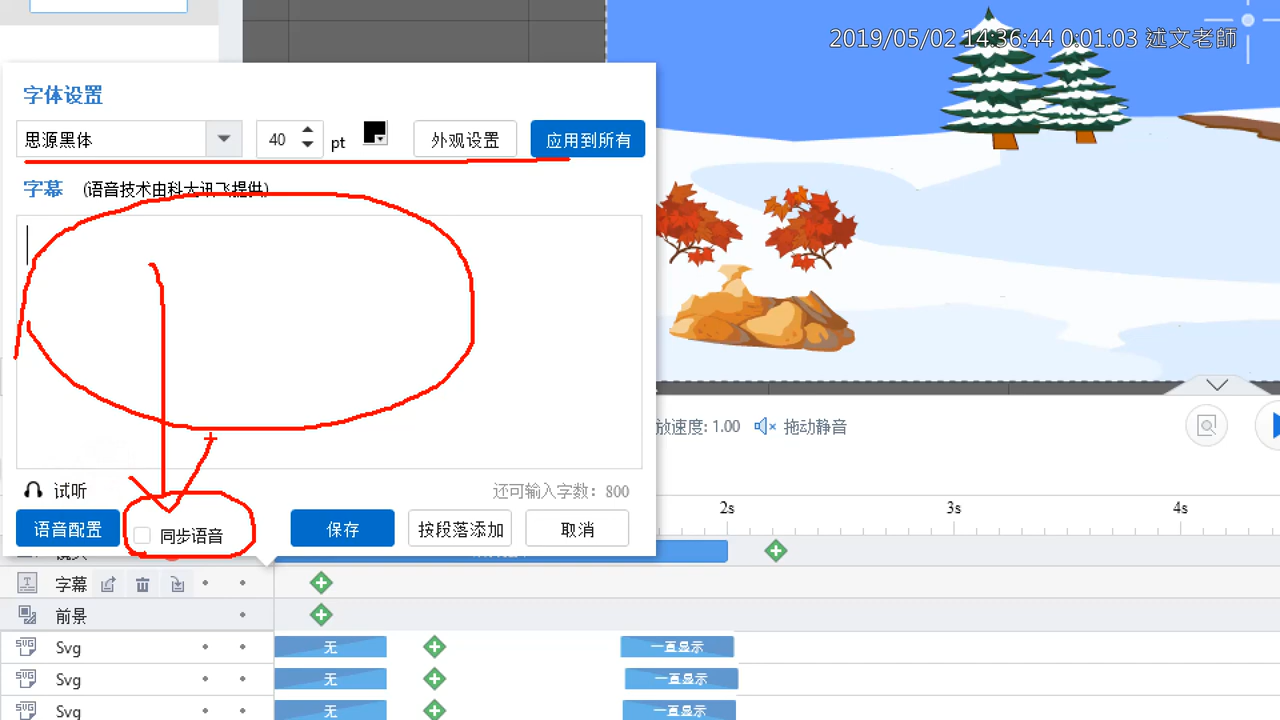 2019/05/02 14:36:44 0:01:03 述文老師
字体设置
思源黑体
40
pt
外观设置
应用到所有
字幕 (语音技术由科大讯飞提供)
放速度: 1.00 拖动静音
试听
还可输入字数: 800
语音配置
同步语音
保存
按段落添加
取消
2s 3s 4s
字幕
前景
Svg 无 一直显示
Svg 无 一直显示
Svg 无 一直显示